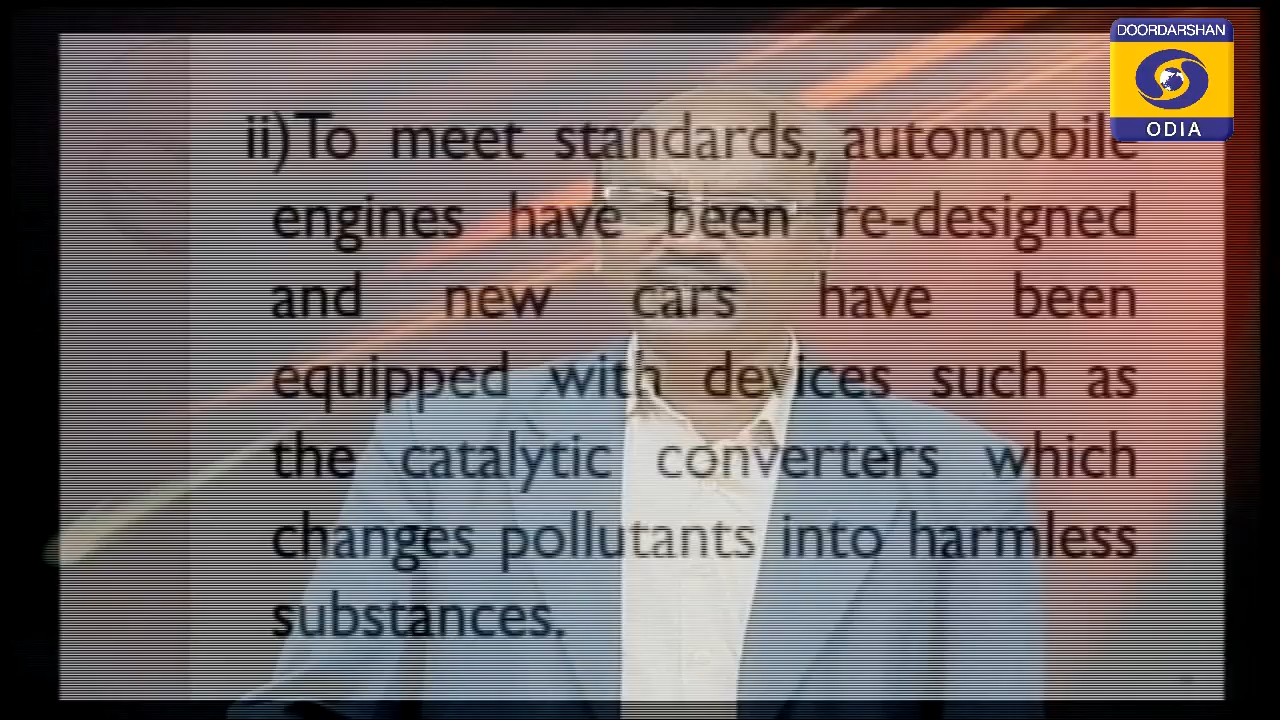 DOORDARSHAN
ODIA
ii)To meet standards, automobile
engines have been re-designed
and new cars have been
equipped with devices such as
the catalytic converters which
changes pollutants into harmless
substances.